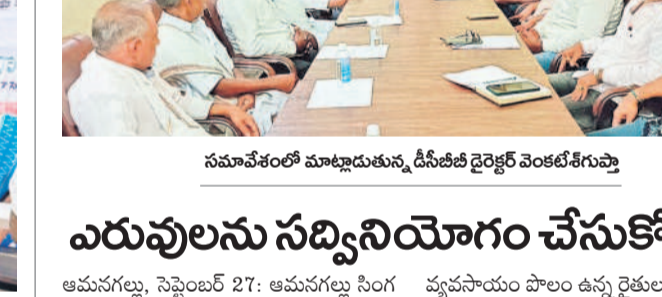 సమావేశంలో మాట్లాడుతున్న డీసీబీబీ డైరెక్టర్ వెంకటేశ్‌గుప్తా
ఎరువులను సద్వినియోగం చేసుకో
ఆమనగల్లు, సెప్టెంబర్ 27: ఆమనగల్లు సింగ
వ్యవసాయం పొలం ఉన్న రైతుల